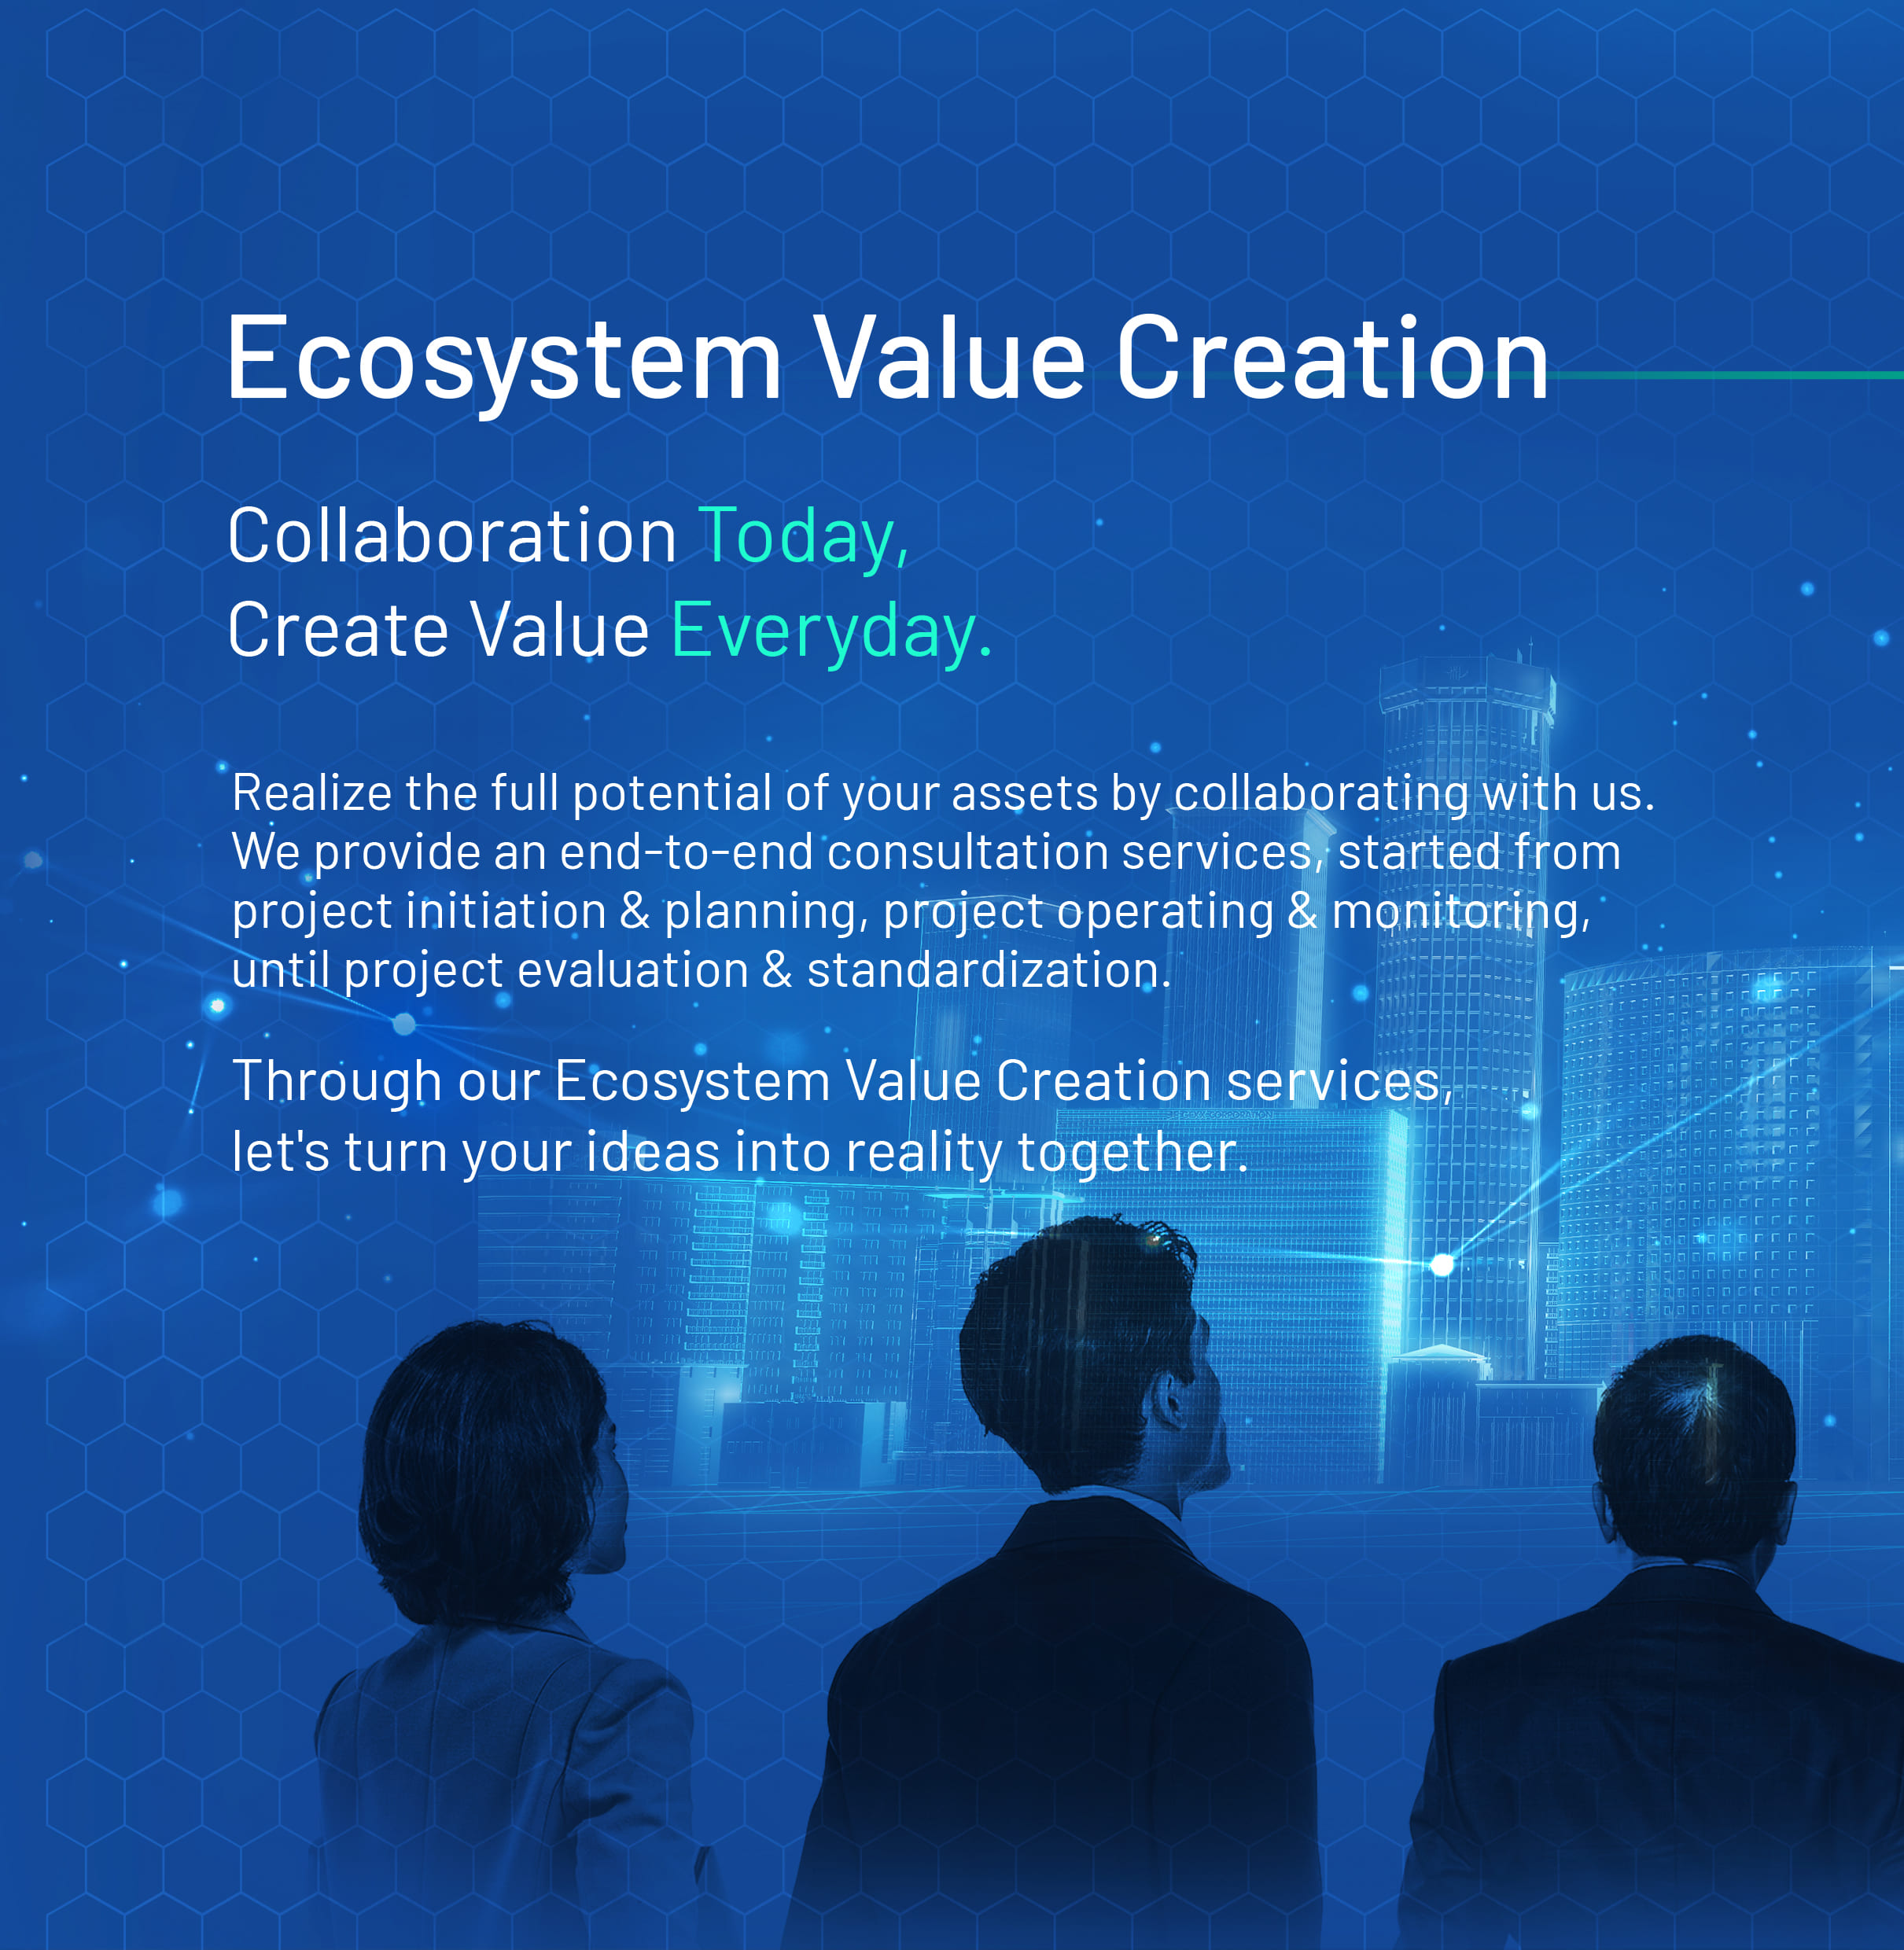 Ecosystem Value Creation
Collaboration Today,
Create Value Everyday.
Realize the full potential of your assets by collaborating with us.
We provide an end-to-end consultation services, started from
project initiation & planning, project operating & monitoring,
until project evaluation & standardization.
Through our Ecosystem Value Creation services,
let's turn your ideas into reality together.